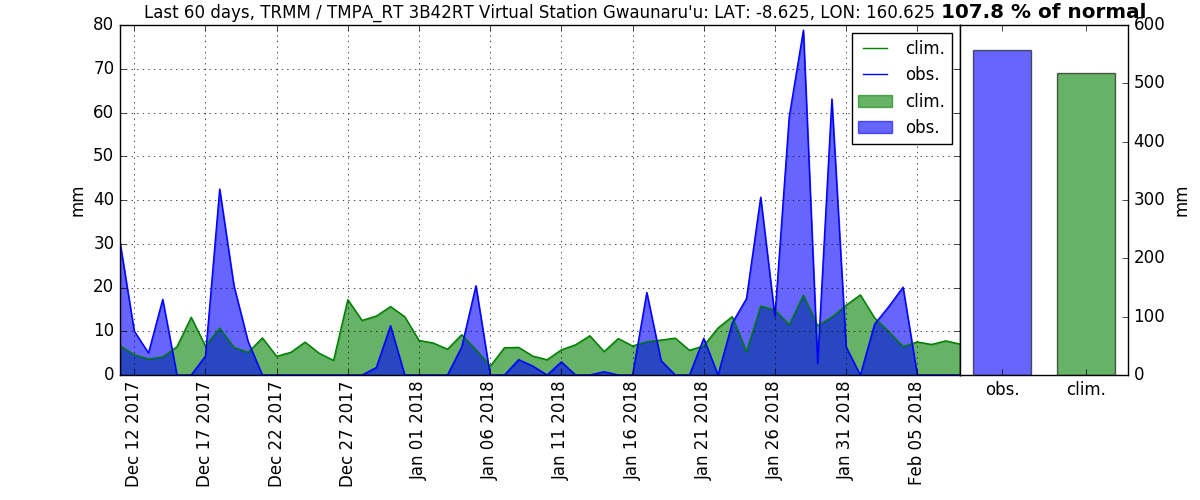 Last 60 days, TRMM / TMPA_RT 3B42RT Virtual Station Gwaunaru'u: LAT: -8.625, LON: 160.625 107.8 % of normal
80
70
60
50
40
30
20
10
0
mm
clim.
obs.
clim.
obs.
Dec 12 2017
Dec 17 2017
Dec 22 2017
Dec 27 2017
Jan 01 2018
Jan 06 2018
Jan 11 2018
Jan 16 2018
Jan 21 2018
Jan 26 2018
Jan 31 2018
Feb 05 2018
600
500
400
300
200
100
0
mm
obs.
clim.